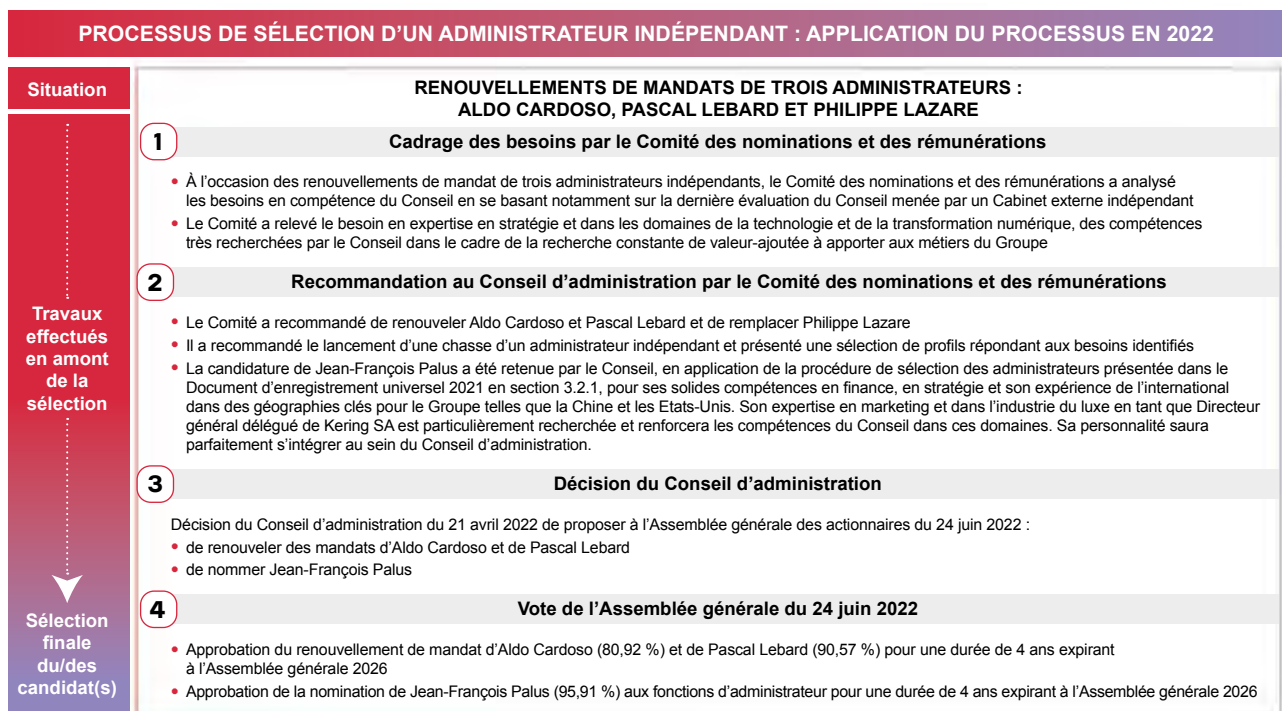 PROCESSUS DE SÉLECTION D'UN ADMINISTRATEUR INDÉPENDANT : APPLICATION DU PROCESSUS EN 2022
Situation
RENOUVELLEMENTS DE MANDATS DE TROIS ADMINISTRATEURS :
ALDO CARDOSO, PASCAL LEBARD ET PHILIPPE LAZARE
1
Cadrage des besoins par le Comité des nominations et des rémunérations
• À l'occasion des renouvellements de mandat de trois administrateurs indépendants, le Comité des nominations et des rémunérations a analysé
les besoins en compétence du Conseil en se basant notamment sur la dernière évaluation du Conseil menée par un Cabinet externe indépendant
• Le Comité a relevé le besoin en expertise en stratégie et dans les domaines de la technologie et de la transformation numérique, des compétences
très recherchées par le Conseil dans le cadre de la recherche constante de valeur-ajoutée à apporter aux métiers du Groupe
2
Recommandation au Conseil d'administration par le Comité des nominations et des rémunérations
Travaux
effectués
en amont
de la
sélection
• Le Comité a recommandé de renouveler Aldo Cardoso et Pascal Lebard et de remplacer Philippe Lazare
• Il a recommandé le lancement d'une chasse d'un administrateur indépendant et présenté une sélection de profils répondant aux besoins identifiés
• La candidature de Jean-François Palus a été retenue par le Conseil, en application de la procédure de sélection des administrateurs présentée dans le
Document d'enregistrement universel 2021 en section 3.2.1, pour ses solides compétences en finance, en stratégie et son expérience de l'international
dans des géographies clés pour le Groupe telles que la Chine et les Etats-Unis. Son expertise en marketing et dans l'industrie du luxe en tant que Directeur
général délégué de Kering SA est particulièrement recherchée et renforcera les compétences du Conseil dans ces domaines. Sa personnalité saura
parfaitement s'intégrer au sein du Conseil d'administration.
3
Décision du Conseil d'administration
Décision du Conseil d'administration du 21 avril 2022 de proposer à l'Assemblée générale des actionnaires du 24 juin 2022 :
• de renouveler des mandats d'Aldo Cardoso et de Pascal Lebard
• de nommer Jean-François Palus
4
Vote de l'Assemblée générale du 24 juin 2022
Sélection
finale
du/des
candidat(s)
• Approbation du renouvellement de mandat d'Aldo Cardoso (80,92 %) et de Pascal Lebard (90,57 %) pour une durée de 4 ans expirant
à l'Assemblée générale 2026
• Approbation de la nomination de Jean-François Palus (95,91 %) aux fonctions d'administrateur pour une durée de 4 ans expirant à l'Assemblée générale 2026